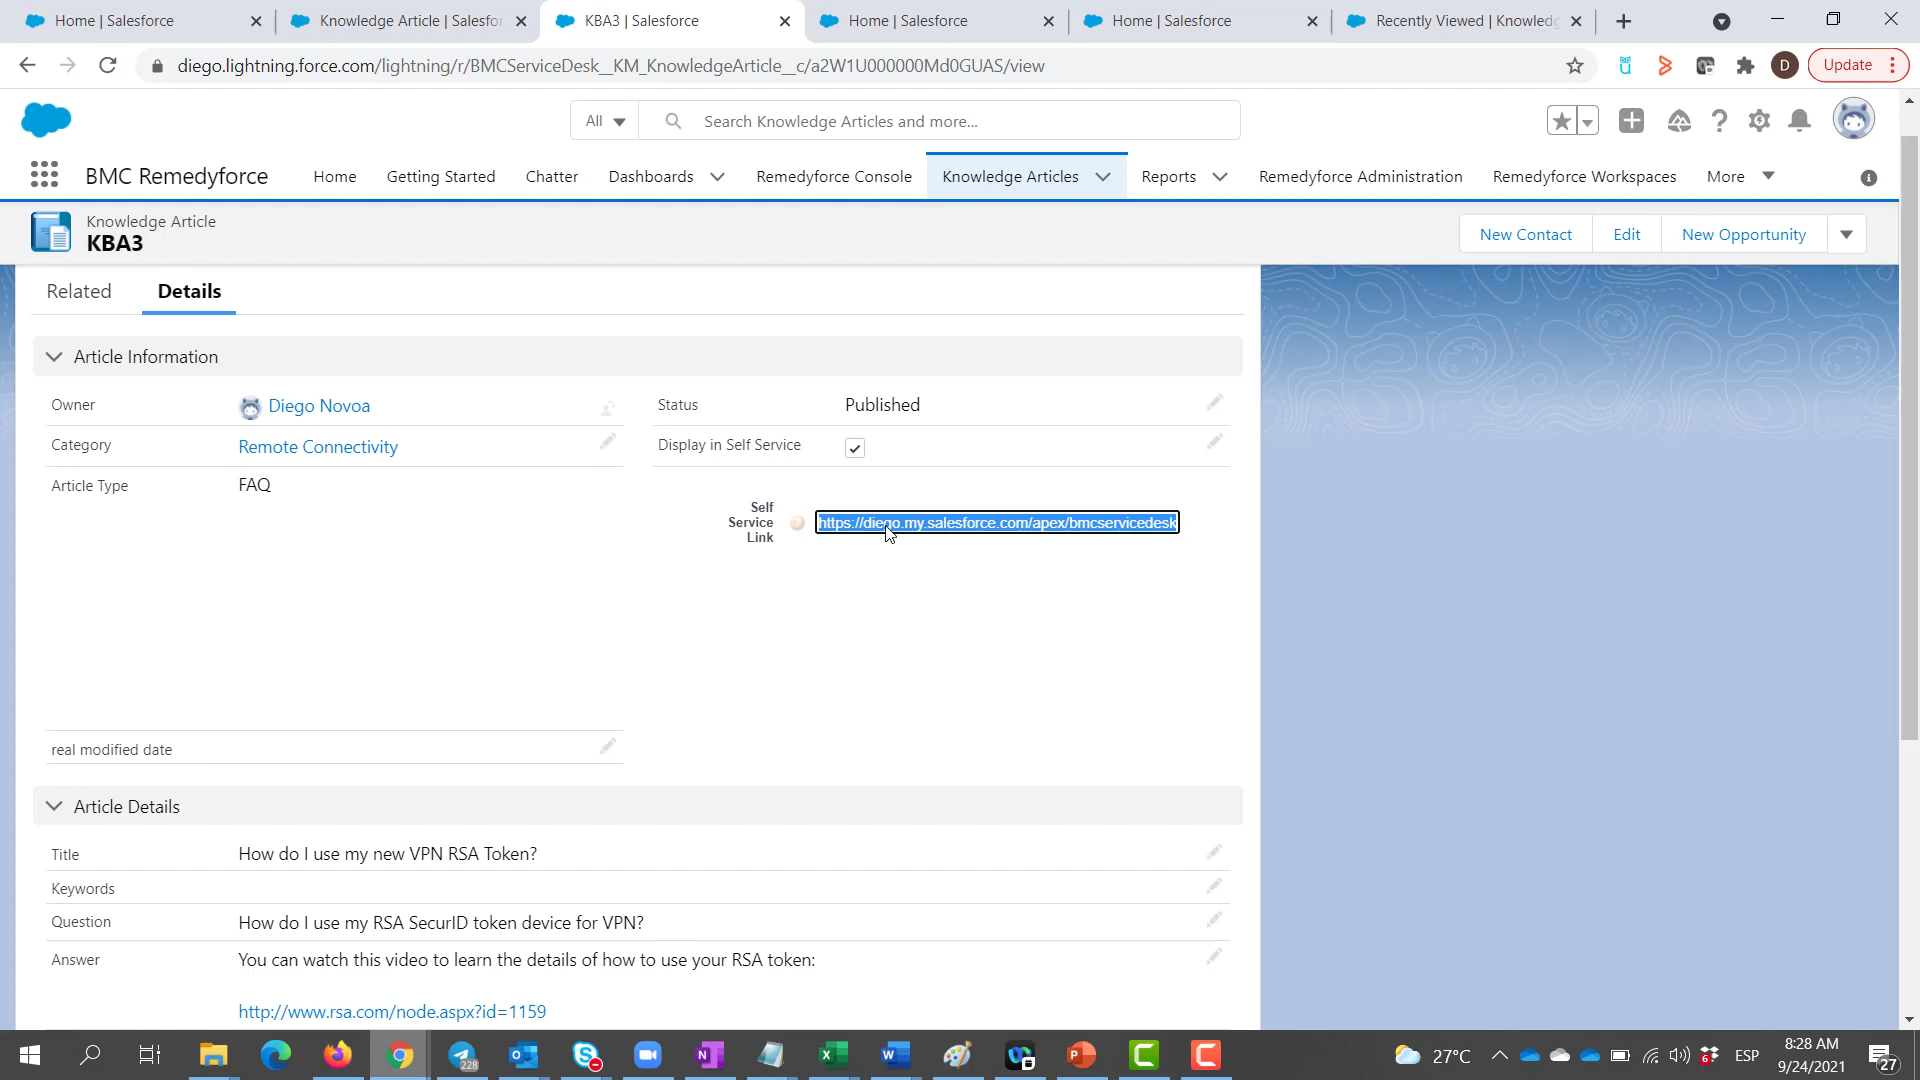 Home | Salesforce
Knowledge Article | Salesfor
KBA3 | Salesforce
Home | Salesforce
Home | Salesforce
Recently Viewed | Knowledg
diego.lightning.force.com/lightning/r/BMCServiceDesk__KM_KnowledgeArticle__c/a2W1U000000Md0GUAS/view
D
Update
All
Search Knowledge Articles and more...
BMC Remedyforce
Home
Getting Started
Chatter
Dashboards
Remedyforce Console
Knowledge Articles
Reports
Remedyforce Administration
Remedyforce Workspaces
More
Knowledge Article
KBA3
New Contact
Edit
New Opportunity
Related
Details
Article Information
Owner
Diego Novoa
Status
Published
Category
Remote Connectivity
Display in Self Service
Article Type
FAQ
Self
Service
Link
https://diego.my.salesforce.com/apex/bmcservicedesk
real modified date
Article Details
Title
How do I use my new VPN RSA Token?
Keywords
Question
How do I use my RSA SecurID token device for VPN?
Answer
You can watch this video to learn the details of how to use your RSA token:
http://www.rsa.com/node.aspx?id=1159
228
27°C
6
ESP
8:28 AM
9/24/2021
27